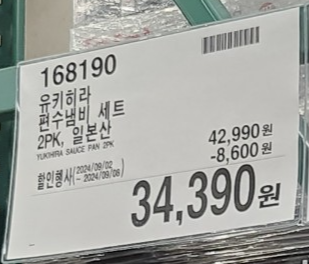 168190
유키히라
편수냄비 세트
2PK, 일본산
YUKIHIRA SAUCE PAN 2PK
42,990원
-8,600원
할인행사(2024/09/02 ~ 2024/09/08)
34,390원